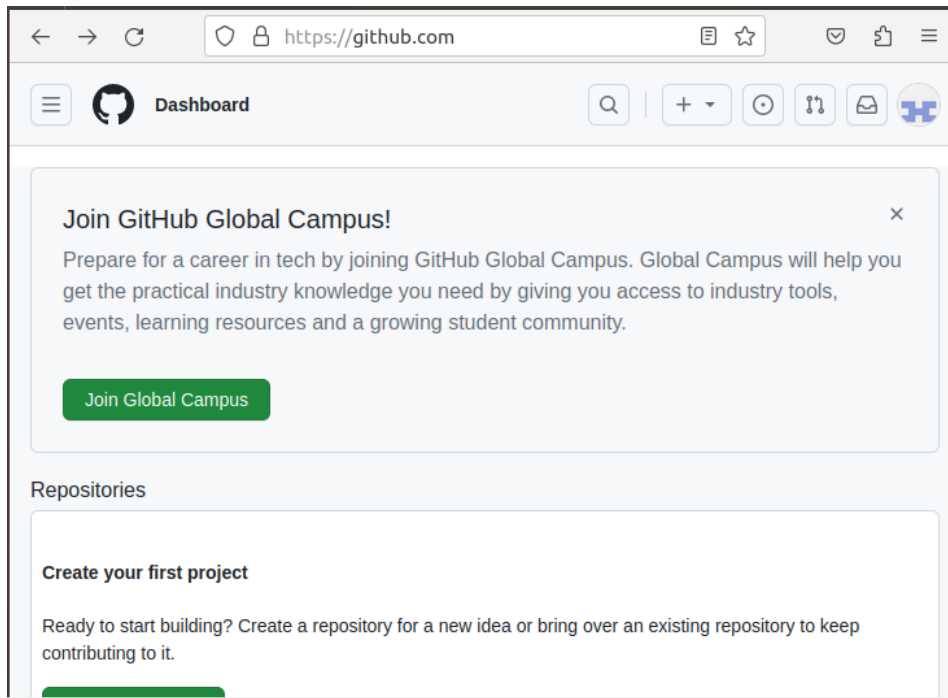 https://github.com
Dashboard
Join GitHub Global Campus!
Prepare for a career in tech by joining GitHub Global Campus. Global Campus will help you
get the practical industry knowledge you need by giving you access to industry tools,
events, learning resources and a growing student community.
Join Global Campus
Repositories
Create your first project
Ready to start building? Create a repository for a new idea or bring over an existing repository to keep
contributing to it.